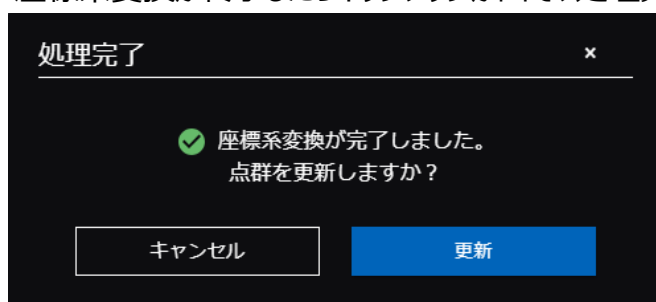 処理完了
×
座標系変換が完了しました。
点群を更新しますか？
キャンセル
更新